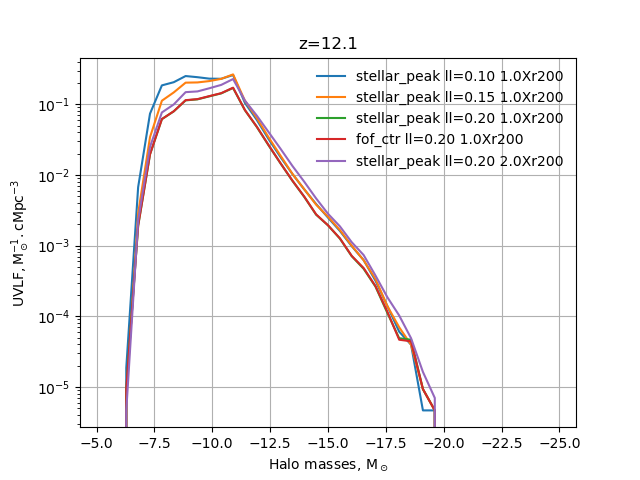 z=12.1
stellar_peak ll=0.10 1.0Xr200
stellar_peak ll=0.15 1.0Xr200
stellar_peak ll=0.20 1.0Xr200
fof_ctr ll=0.20 1.0Xr200
stellar_peak ll=0.20 2.0Xr200
UVLF, M⊙⁻¹. cMpc⁻³
10⁻¹
10⁻²
10⁻³
10⁻⁴
10⁻⁵
−5.0 −7.5 −10.0 −12.5 −15.0 −17.5 −20.0 −22.5 −25.0
Halo masses, M⊙